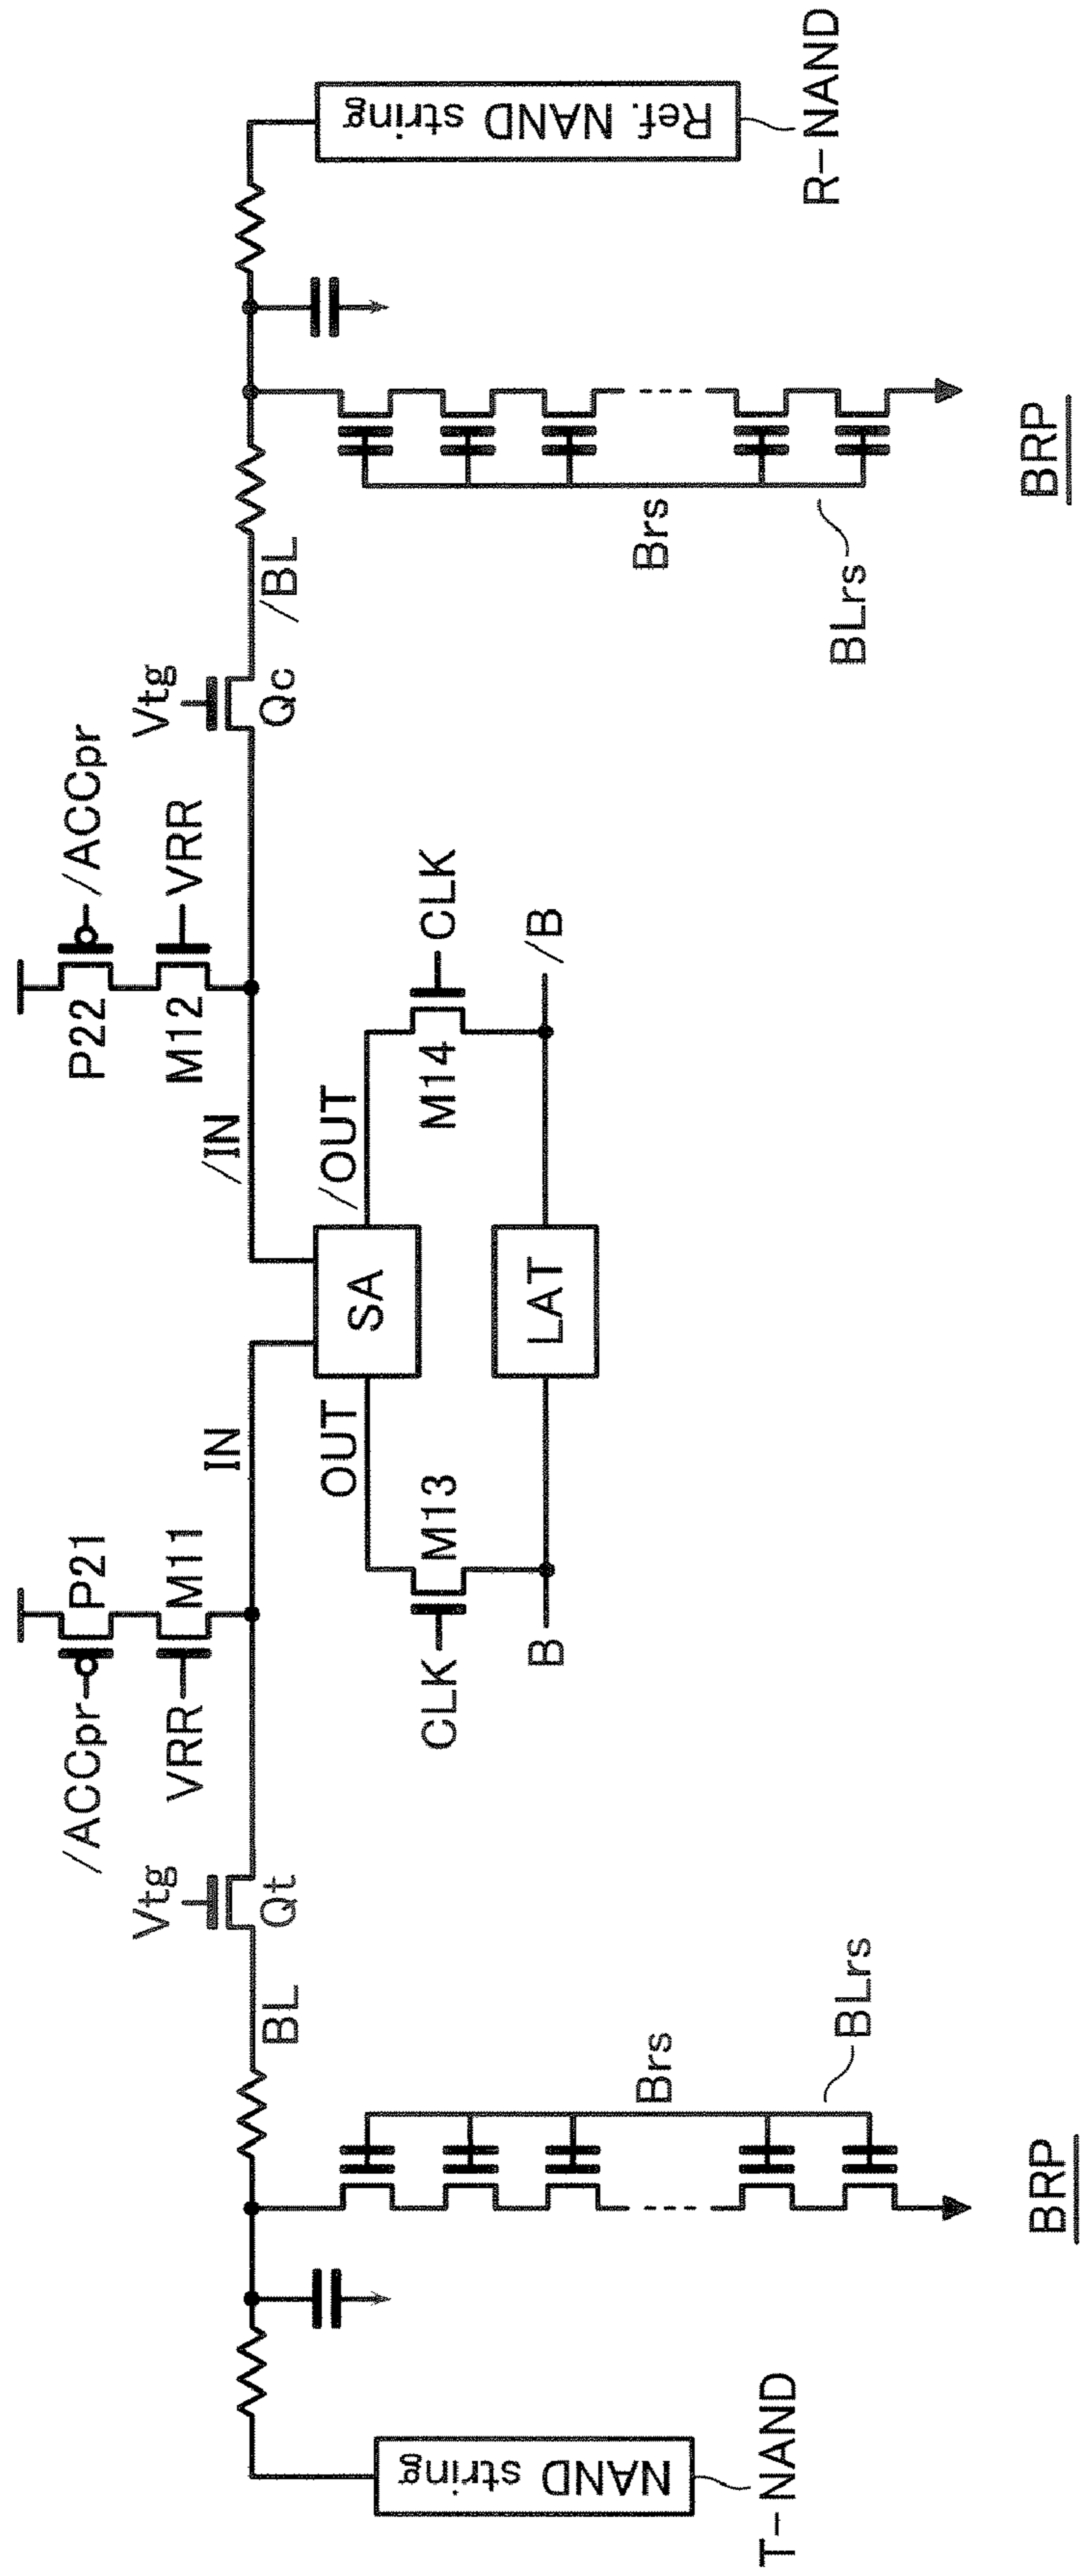 /ACCpr
P21
P22
/ACCpr
VRR
M11
M12
VRR
Vtg
Vtg
IN
/IN
BL
Qt
Qc
/BL
OUT
/OUT
NAND string
SA
Ref. NAND string
CLK
M13
M14
CLK
B
LAT
/B
Brs
Brs
T-NAND
R-NAND
BLrs
BLrs
BRP
BRP